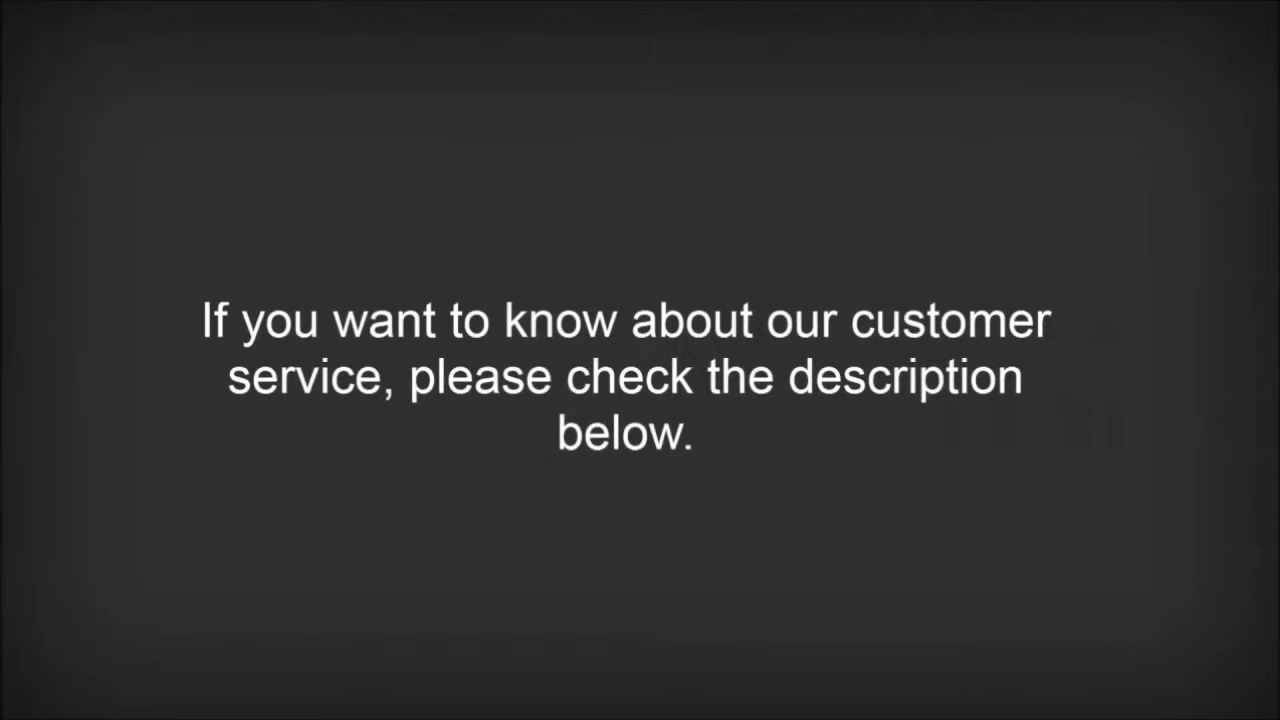 If you want to know about our customer
service, please check the description
below.